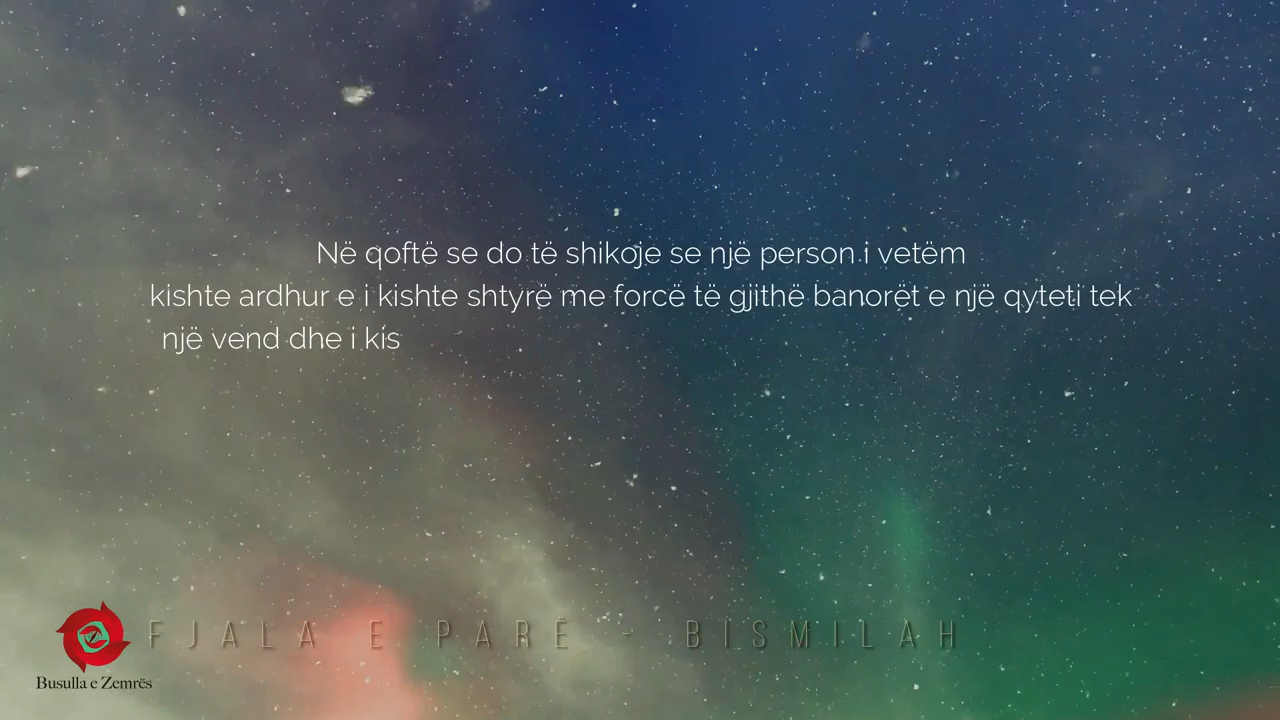 Në qoftë se do të shikoje se një person i vetëm
kishte ardhur e i kishte shtyrë me forcë të gjithë banorët e një qyteti tek
një vend dhe i kis
FJALA E PARË - BISMILAH
Busulla e Zemrës